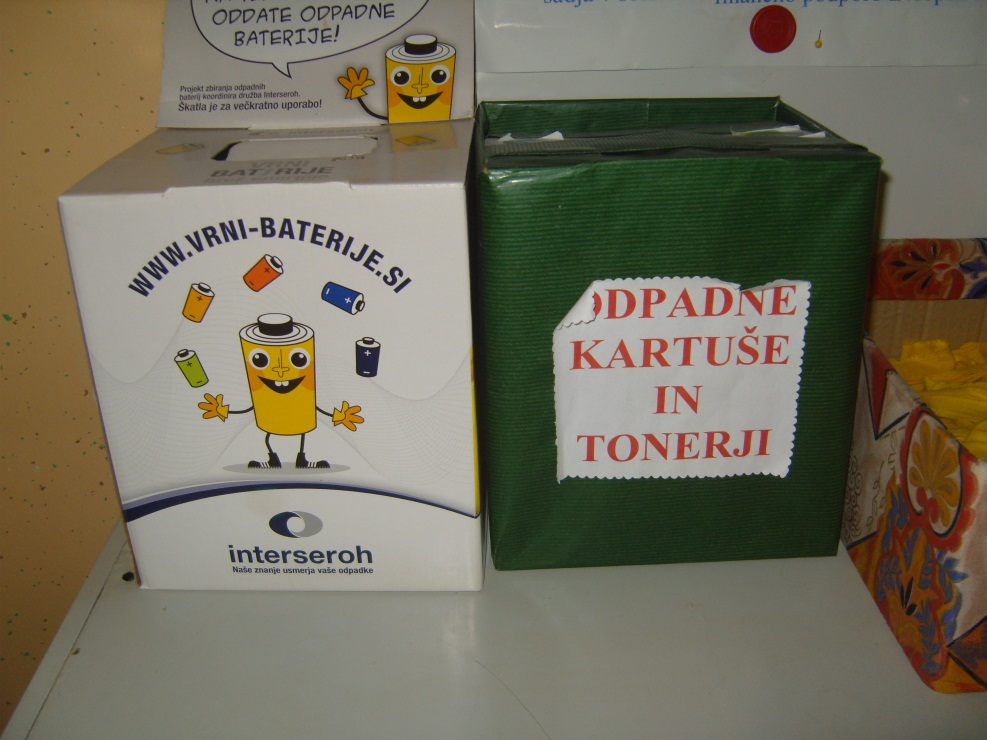 ODDATE ODPADNE
BATERIJE!
Projekt zbiranja odpadnih
baterij koordinira družba Interseroh.
Škatla je za večkratno uporabo!
VRNI
BATERIJE
WWW.VRNI-BATERIJE.SI
interseroh
Naše znanje usmerja vaše odpadke
ODPADNE
KARTUŠE
IN
TONERJI